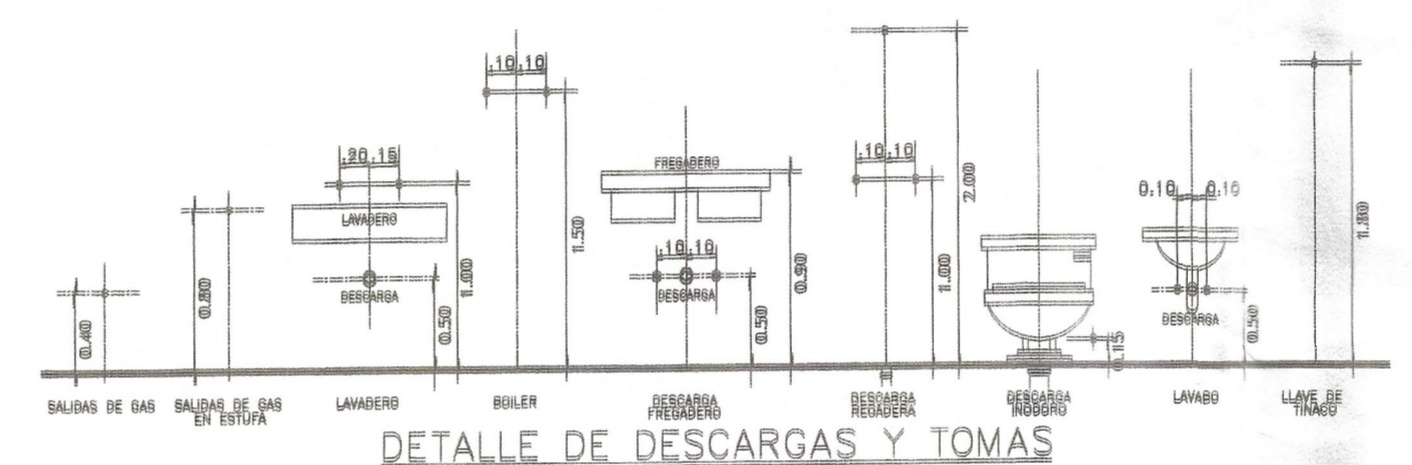 .10 .10
.20 .15
FREGADERO
.10 .10
0.10 0.10
LAVADERO
2.00
1.80
1.50
.10 .10
0.80
1.00
0.90
1.00
DESCARGA
DESCARGA
DESCARGA
0.40
0.50
0.50
0.15
0.50
SALIDAS DE GAS
SALIDAS DE GAS
EN ESTUFA
LAVADERO
BOILER
DESCARGA
FREGADERO
DESCARGA
REGADERA
DESCARGA
INODORO
LAVABO
LLAVE DE
TINACO
DETALLE DE DESCARGAS Y TOMAS